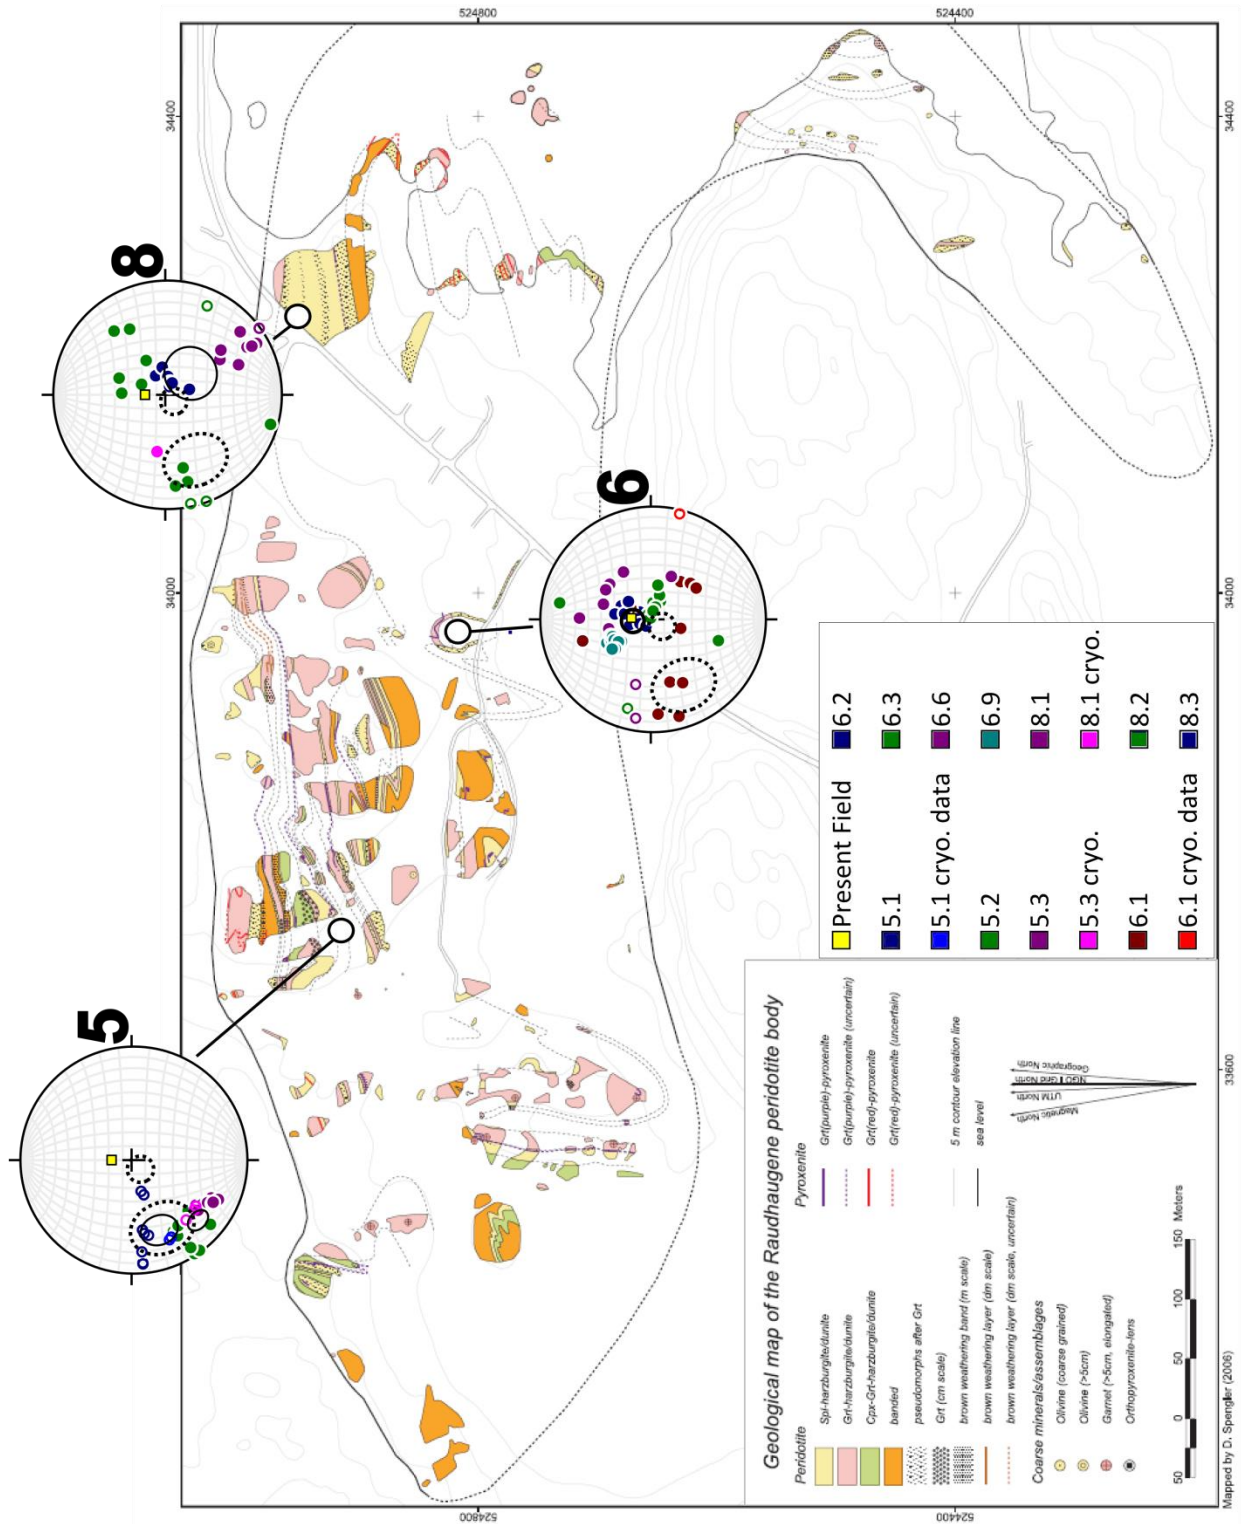 524800
524400
34400
34400
34000
34000
33600
524800
524400
8
6
5
Present Field
5.1
5.1 cryo. data
5.2
5.3
5.3 cryo.
6.1
6.1 cryo. data
6.2
6.3
6.6
6.9
8.1
8.1 cryo.
8.2
8.3
Geological map of the Raudhaugene peridotite body
Peridotite
Spl-harzburgite/dunite
Grt-harzburgite/dunite
Cpx-Grt-harzburgite/dunite
banded
pseudomorphs after Grt
Grt (cm scale)
brown weathering band (m scale)
brown weathering layer (dm scale)
brown weathering layer (dm scale, uncertain)
Coarse minerals/assemblages
Olivine (coarse grained)
Olivine (>5cm)
Garnet (>5cm, elongated)
Orthopyroxenite-lens
Pyroxenite
Grt(purple)-pyroxenite
Grt(purple)-pyroxenite (uncertain)
Grt(red)-pyroxenite
Grt(red)-pyroxenite (uncertain)
5 m contour elevation line
sea level
Magnetic North
UTM North
NGO II Grid North
Geographic North
50 0 50 100 150 Meters
Mapped by D. Spengler (2006)